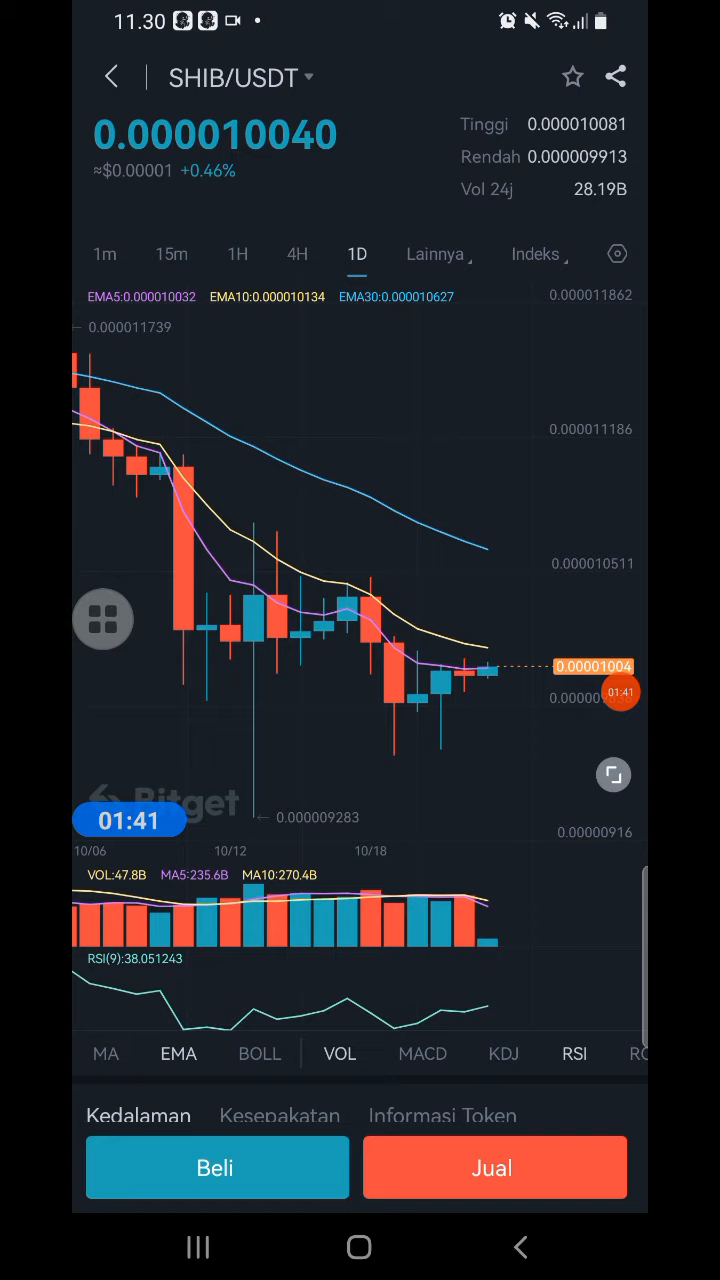 11.30
SHIB/USDT
0.000010040
≈$0.00001 +0.46%
Tinggi 0.000010081
Rendah 0.000009913
Vol 24j 28.19B
1m 15m 1H 4H 1D Lainnya Indeks
EMA5:0.000010032 EMA10:0.000010134 EMA30:0.000010627
0.000011862
0.000011739
0.000011186
0.000010511
0.00001004
01:41
Bitget
01:41
0.000009283
0.00000916
10/06 10/12 10/18
VOL:47.8B MA5:235.6B MA10:270.4B
RSI(9):38.051243
MA EMA BOLL VOL MACD KDJ RSI
Kedalaman Kesepakatan Informasi Token
Beli Jual